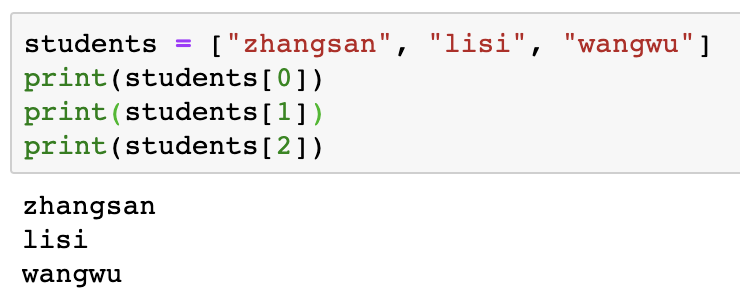 students = ["zhangsan", "lisi", "wangwu"]
print(students[0])
print(students[1])
print(students[2])
zhangsan
lisi
wangwu